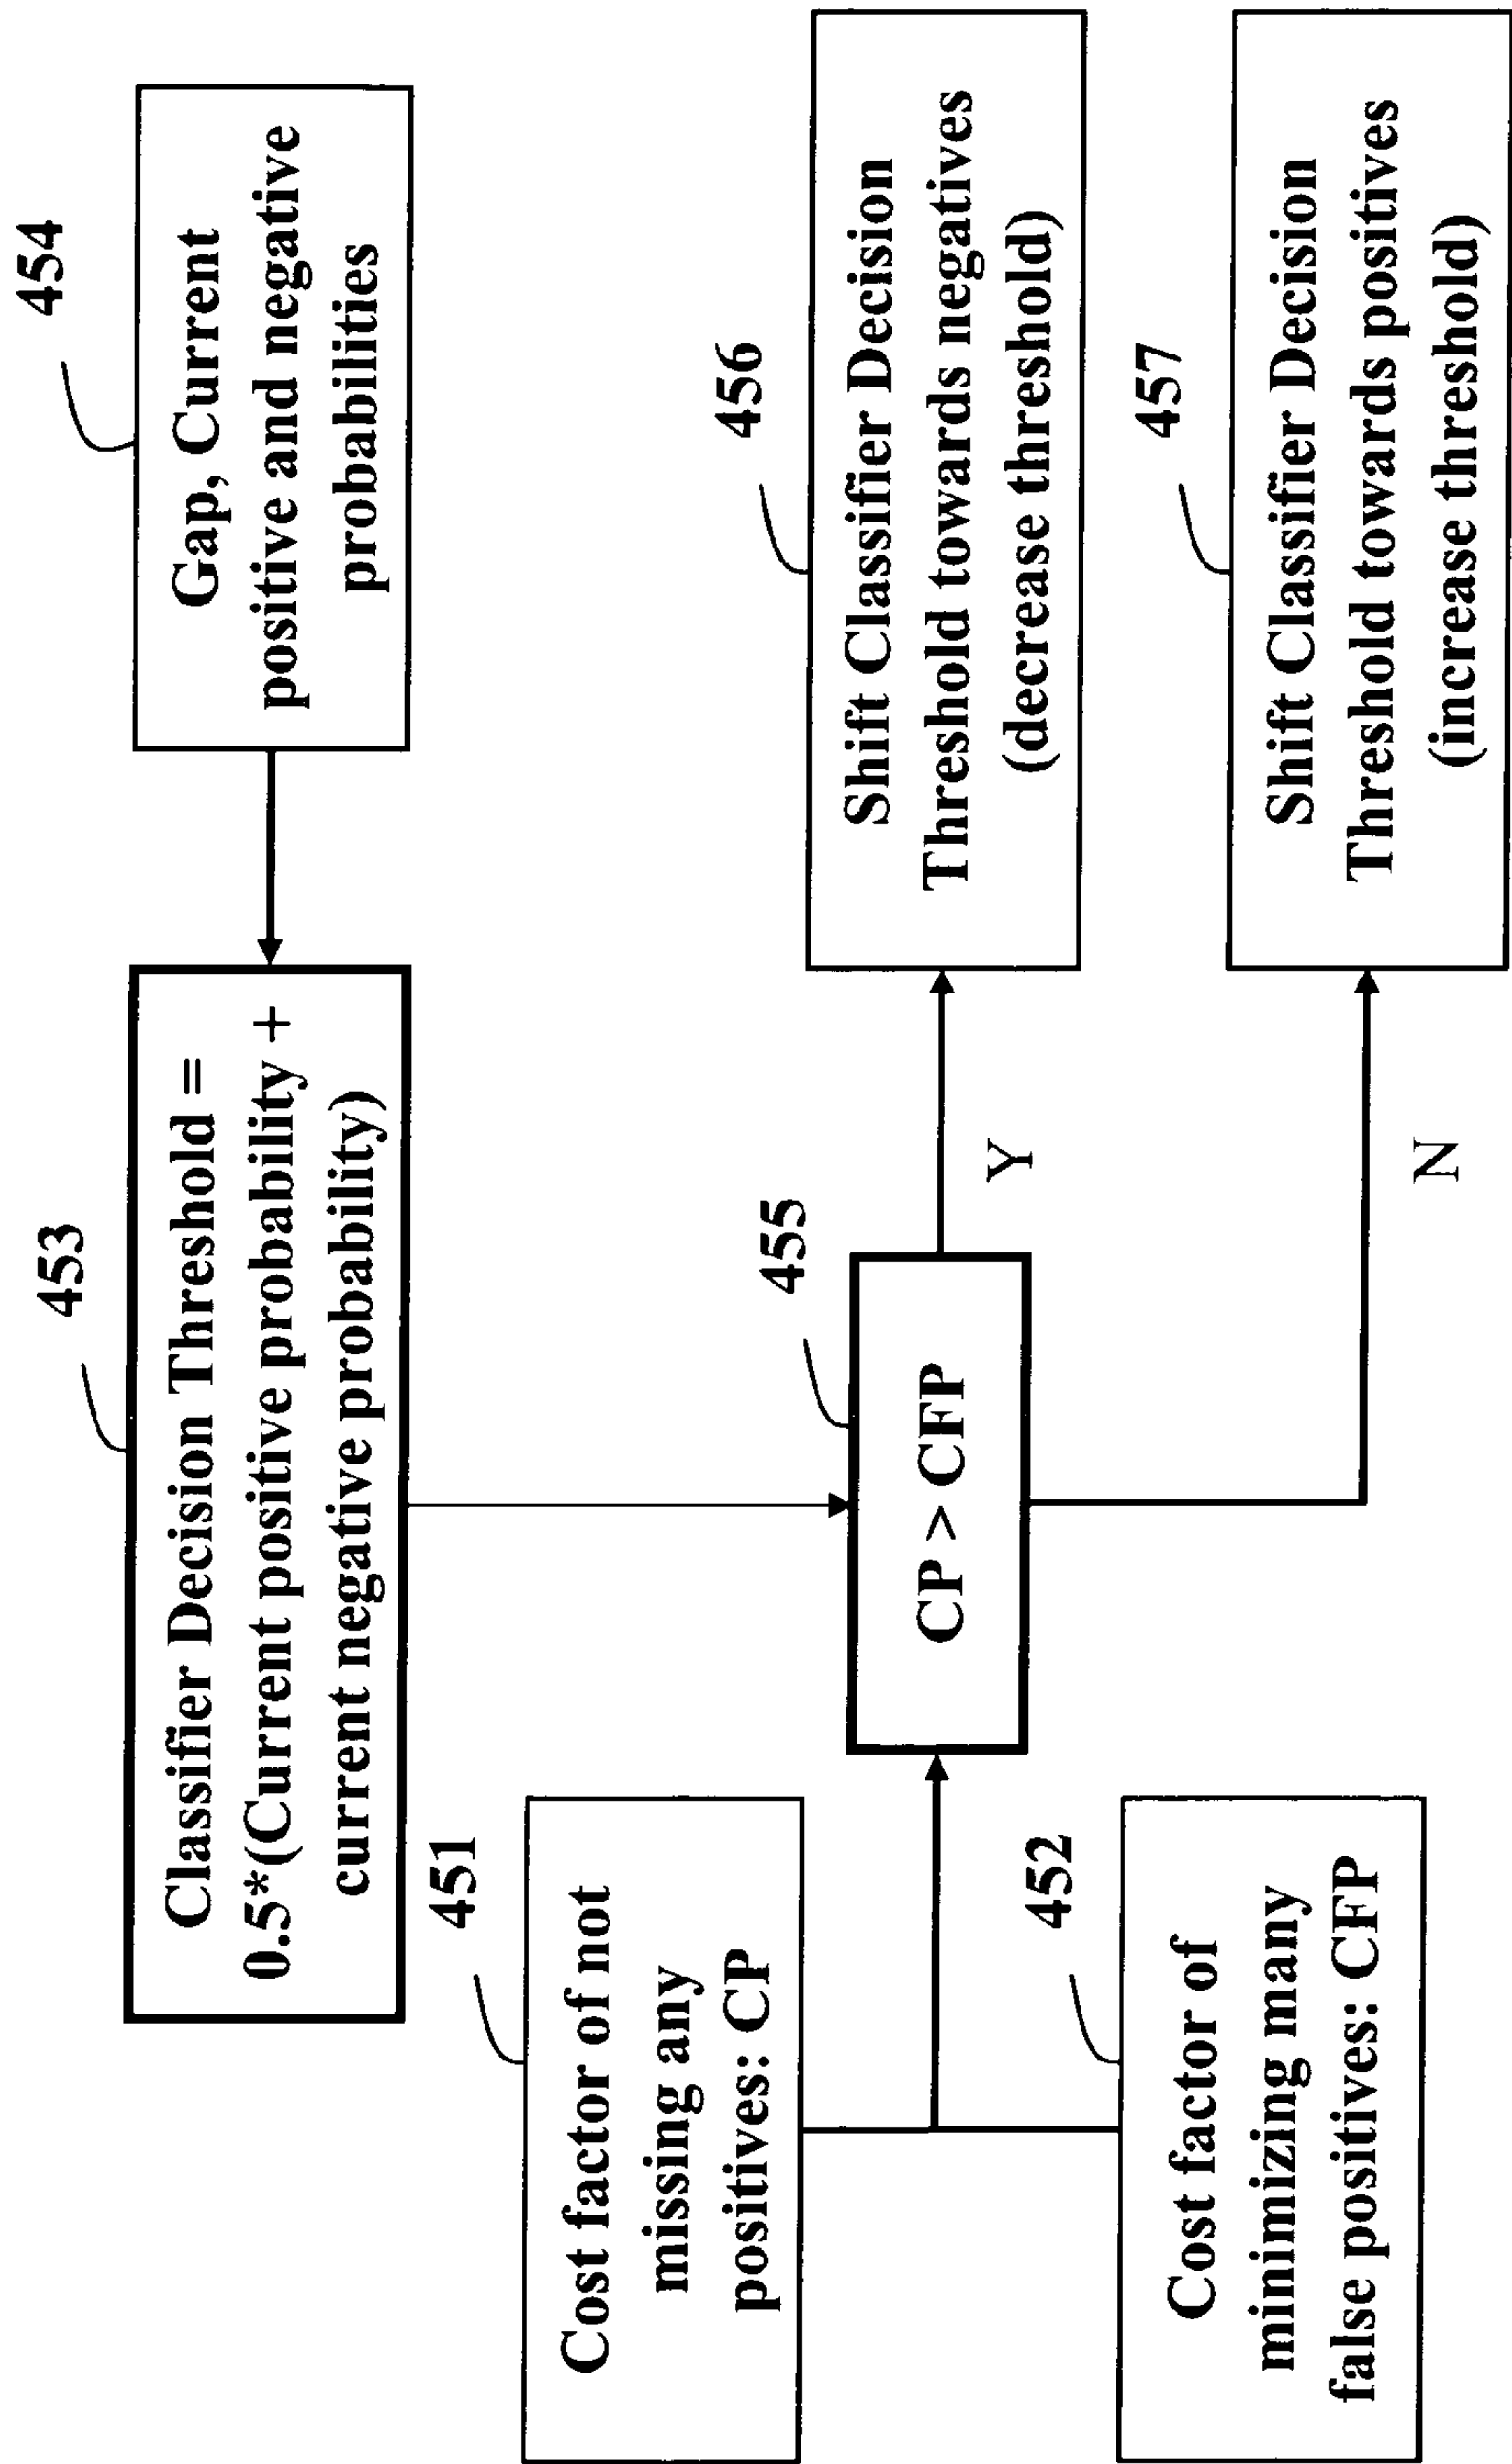 453
Classifier Decision Threshold =
0.5*(Current positive probability +
current negative probability)
454
Gap, Current
positive and negative
probabilities
451
Cost factor of not
missing any
positives: CP
452
Cost factor of
minimizing many
false positives: CFP
455
CP > CFP
Y
N
456
Shift Classifier Decision
Threshold towards negatives
(decrease threshold)
457
Shift Classifier Decision
Threshold towards positives
(increase threshold)